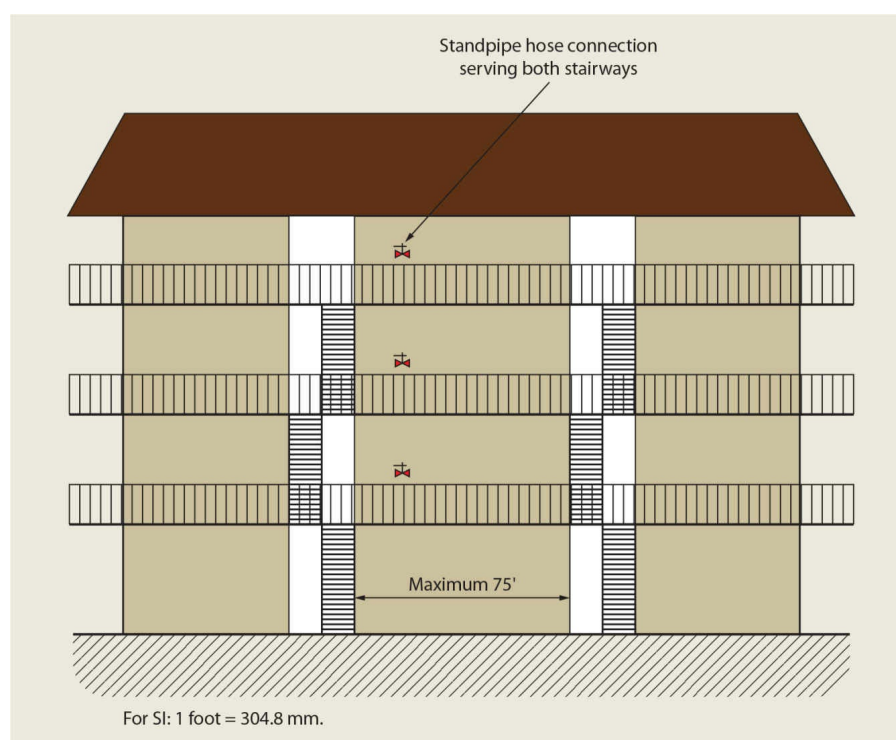 Standpipe hose connection
serving both stairways
Maximum 75'
For SI: 1 foot = 304.8 mm.